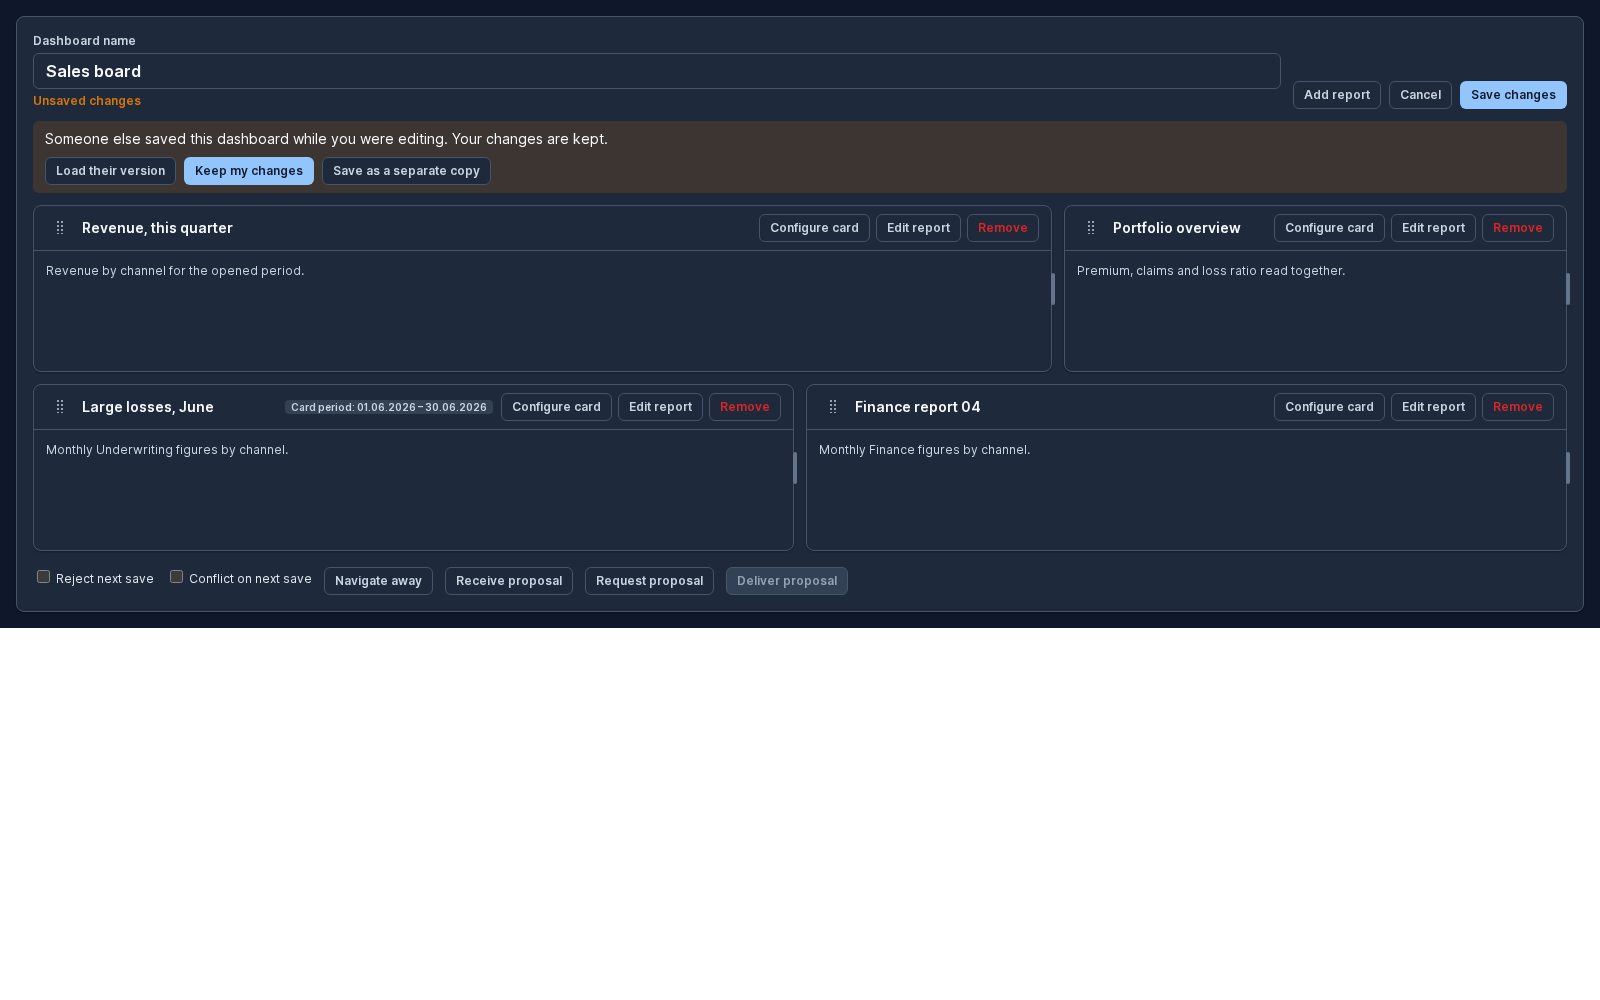 Dashboard name
Sales board
Unsaved changes
Add report
Cancel
Save changes
Someone else saved this dashboard while you were editing. Your changes are kept.
Load their version
Keep my changes
Save as a separate copy
Revenue, this quarter
Configure card
Edit report
Remove
Revenue by channel for the opened period.
Portfolio overview
Configure card
Edit report
Remove
Premium, claims and loss ratio read together.
Large losses, June
Card period: 01.06.2026 – 30.06.2026
Configure card
Edit report
Remove
Monthly Underwriting figures by channel.
Finance report 04
Configure card
Edit report
Remove
Monthly Finance figures by channel.
Reject next save
Conflict on next save
Navigate away
Receive proposal
Request proposal
Deliver proposal